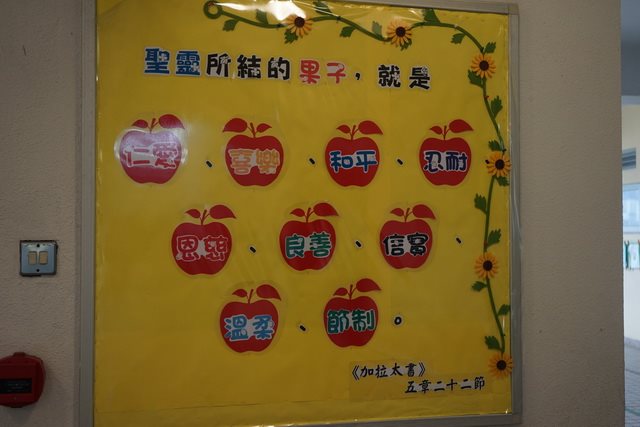 聖靈所結的果子，就是
仁愛、喜樂、和平、忍耐
恩慈、良善、信實、
溫柔、節制。
《加拉太書》
五章二十二節